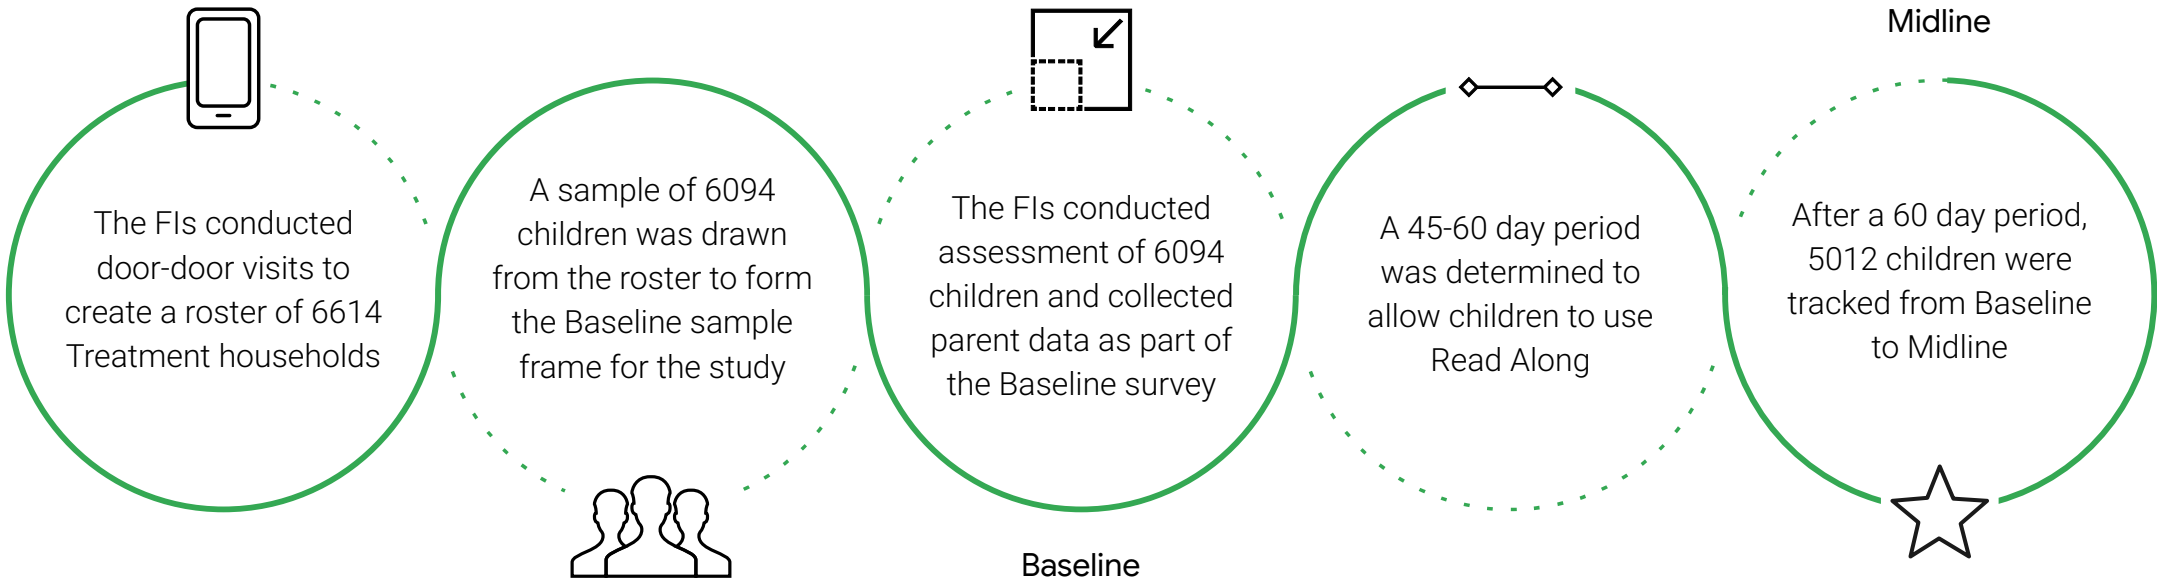 The FIs conducted
door-door visits to
create a roster of 6614
Treatment households
A sample of 6094
children was drawn
from the roster to form
the Baseline sample
frame for the study
The FIs conducted
assessment of 6094
children and collected
parent data as part of
the Baseline survey
Baseline
A 45-60 day period
was determined to
allow children to use
Read Along
Midline
After a 60 day period,
5012 children were
tracked from Baseline
to Midline